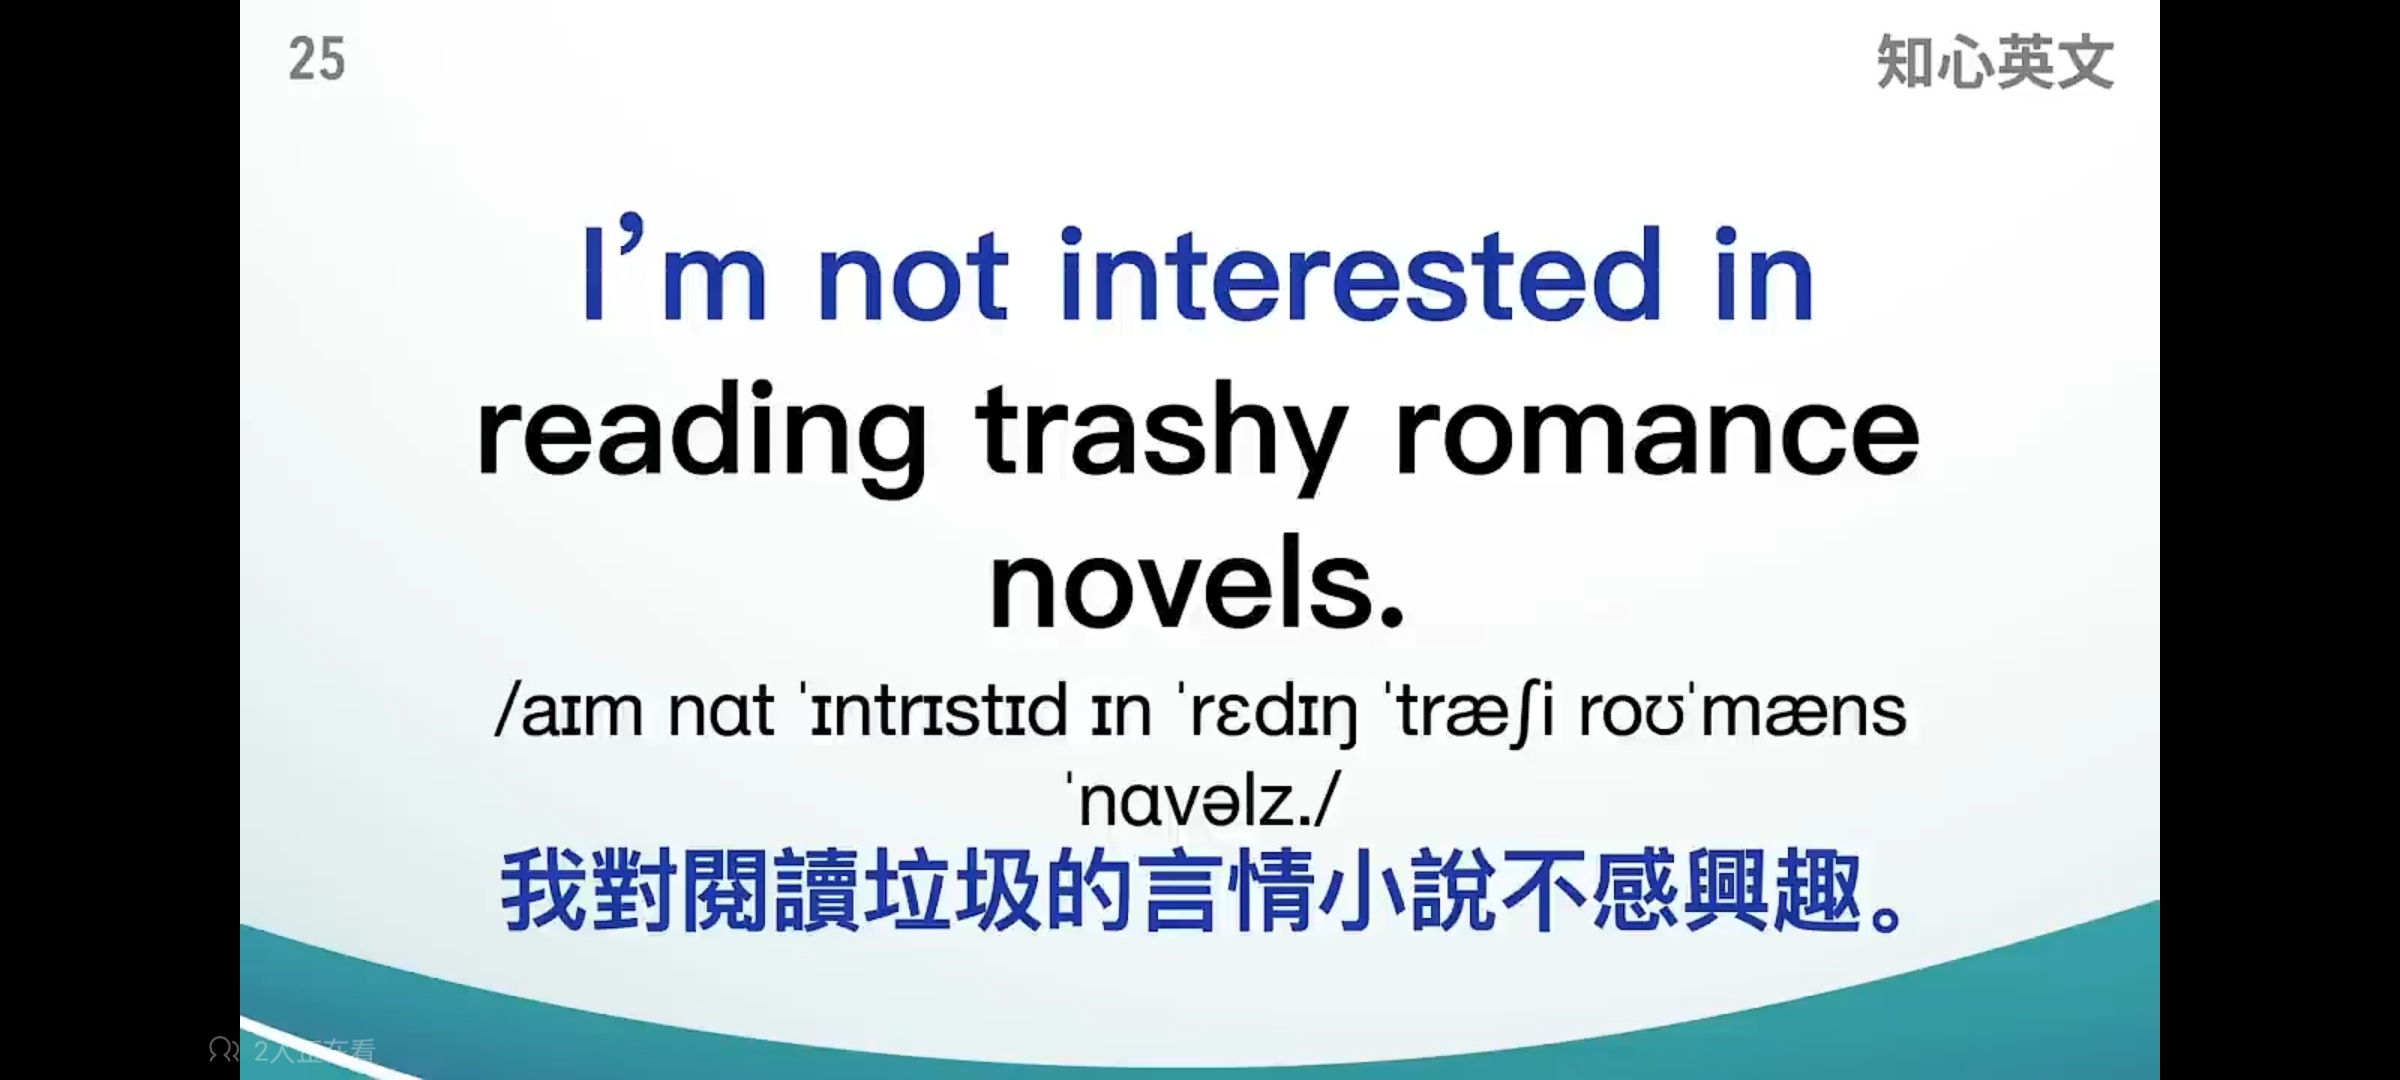 25
知心英文
I’m not interested in
reading trashy romance
novels.
/aɪm nɑt ˈɪntrɪstɪd ɪn ˈrɛdɪŋ ˈtræʃi roʊˈmæns
ˈnɑvəlz./
我對閱讀垃圾的言情小說不感興趣。
2人正在看